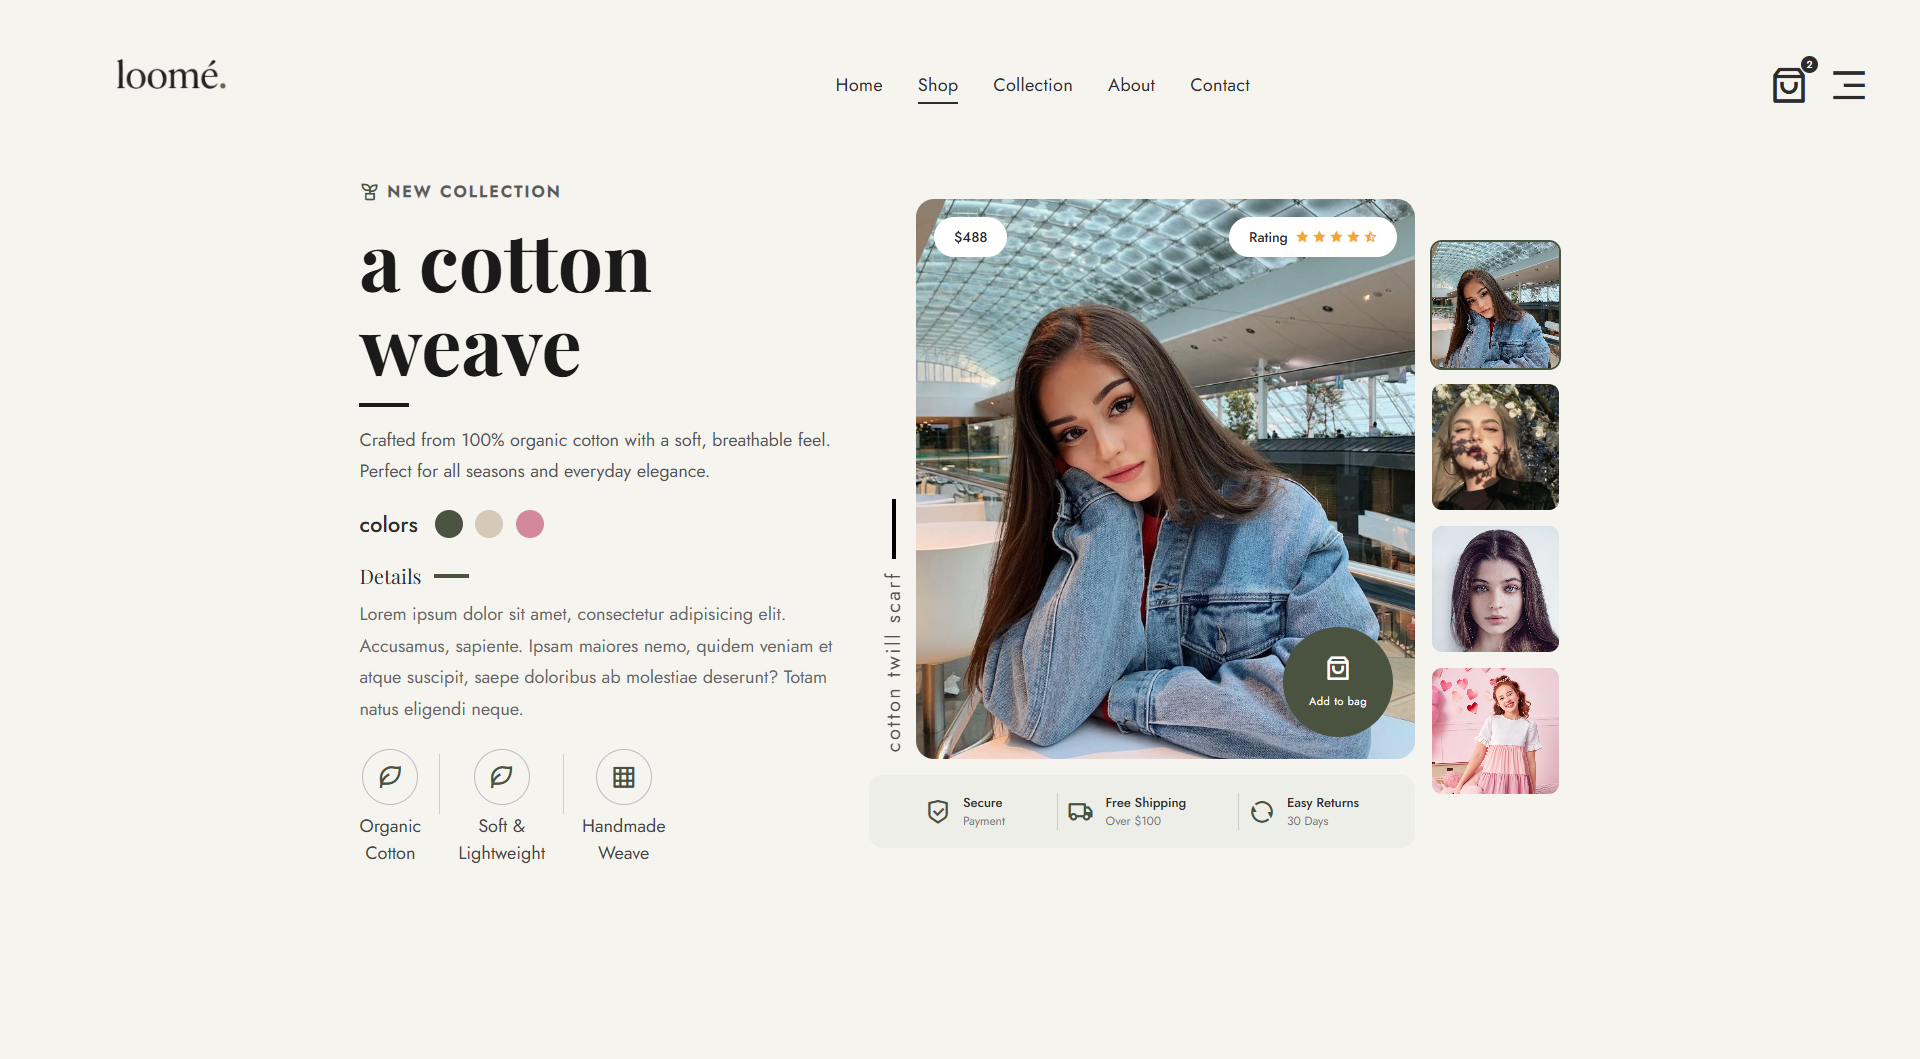 loomé.
Home
Shop
Collection
About
Contact
2
NEW COLLECTION
a cotton
weave
Crafted from 100% organic cotton with a soft, breathable feel.
Perfect for all seasons and everyday elegance.
colors
Details
Lorem ipsum dolor sit amet, consectetur adipisicing elit.
Accusamus, sapiente. Ipsam maiores nemo, quidem veniam et
atque suscipit, saepe doloribus ab molestiae deserunt? Totam
natus eligendi neque.
Organic
Cotton
Soft &
Lightweight
Handmade
Weave
cotton twill scarf
$488
Rating
Add to bag
Secure
Payment
Free Shipping
Over $100
Easy Returns
30 Days